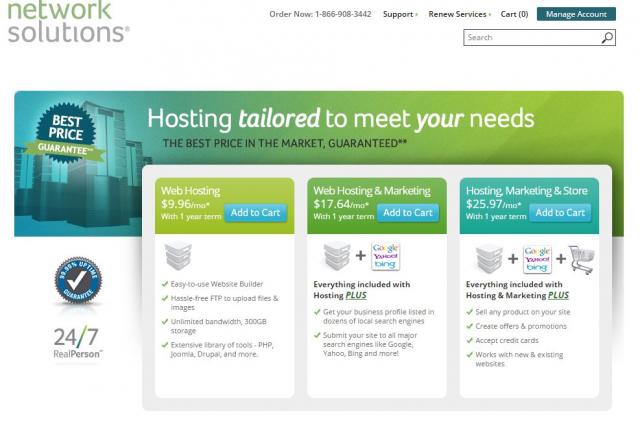 network
solutions®
Order Now: 1-866-908-3442 Support Renew Services Cart (0) Manage Account
Search
BEST
PRICE
GUARANTEE**
Hosting tailored to meet your needs
THE BEST PRICE IN THE MARKET, GUARANTEED**
Web Hosting
$9.96/mo*
With 1 year term
Add to Cart
Easy-to-use Website Builder
Hassle-free FTP to upload files &
images
Unlimited bandwidth, 300GB
storage
Extensive library of tools - PHP,
Joomla, Drupal, and more.
Web Hosting & Marketing
$17.64/mo*
With 1 year term
Add to Cart
+
Google
YAHOO!
bing
Everything included with
Hosting PLUS
Get your business profile listed in
dozens of local search engines
Submit your site to all major
search engines like Google,
Yahoo, Bing and more!
Hosting, Marketing & Store
$25.97/mo*
With 1 year term
Add to Cart
+
Google
YAHOO!
bing
+
Everything included with
Hosting & Marketing PLUS
Sell any product on your site
Create offers & promotions
Accept credit cards
Works with new & existing
websites
99.99% UPTIME
GUARANTEE
24/7
RealPerson™